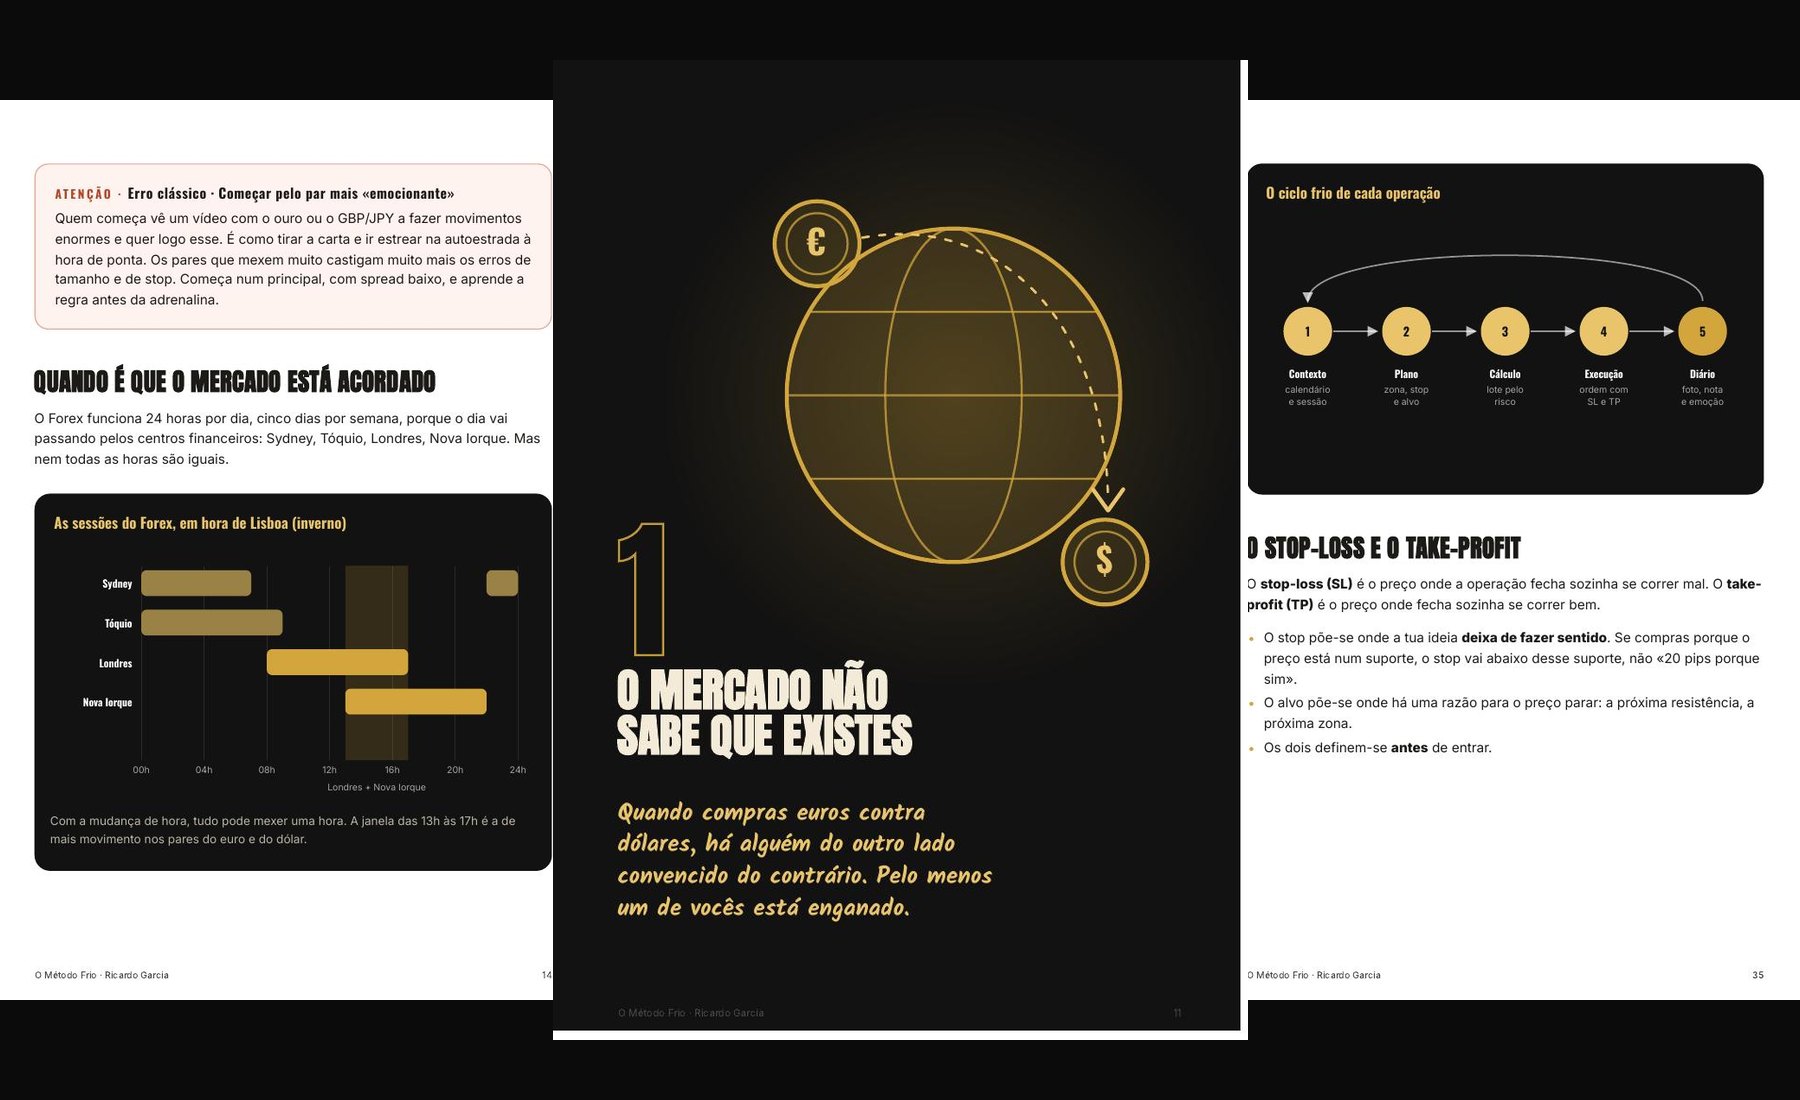 ATENÇÃO · Erro clássico · Começar pelo par mais «emocionante»
Quem começa vê um vídeo com o ouro ou o GBP/JPY a fazer movimentos
enormes e quer logo esse. É como tirar a carta e ir estrear na autoestrada à
hora de ponta. Os pares que mexem muito castigam muito mais os erros de
tamanho e de stop. Começa num principal, com spread baixo, e aprende a
regra antes da adrenalina.
QUANDO É QUE O MERCADO ESTÁ ACORDADO
O Forex funciona 24 horas por dia, cinco dias por semana, porque o dia vai
passando pelos centros financeiros: Sydney, Tóquio, Londres, Nova Iorque. Mas
nem todas as horas são iguais.
As sessões do Forex, em hora de Lisboa (inverno)
Sydney
Tóquio
Londres
Nova Iorque
00h 04h 08h 12h 16h 20h 24h
Londres + Nova Iorque
Com a mudança de hora, tudo pode mexer uma hora. A janela das 13h às 17h é a de
mais movimento nos pares do euro e do dólar.
O Método Frio · Ricardo Garcia 14
€
$
1
O MERCADO NÃO
SABE QUE EXISTES
Quando compras euros contra
dólares, há alguém do outro lado
convencido do contrário. Pelo menos
um de vocês está enganado.
O Método Frio · Ricardo Garcia 11
O ciclo frio de cada operação
1 2 3 4 5
Contexto Plano Cálculo Execução Diário
calendário zona, stop lote pelo ordem com foto, nota
e sessão e alvo risco SL e TP e emoção
O STOP-LOSS E O TAKE-PROFIT
O stop-loss (SL) é o preço onde a operação fecha sozinha se correr mal. O take-
profit (TP) é o preço onde fecha sozinha se correr bem.
• O stop põe-se onde a tua ideia deixa de fazer sentido. Se compras porque o
preço está num suporte, o stop vai abaixo desse suporte, não «20 pips porque
sim».
• O alvo põe-se onde há uma razão para o preço parar: a próxima resistência, a
próxima zona.
• Os dois definem-se antes de entrar.
O Método Frio · Ricardo Garcia 35